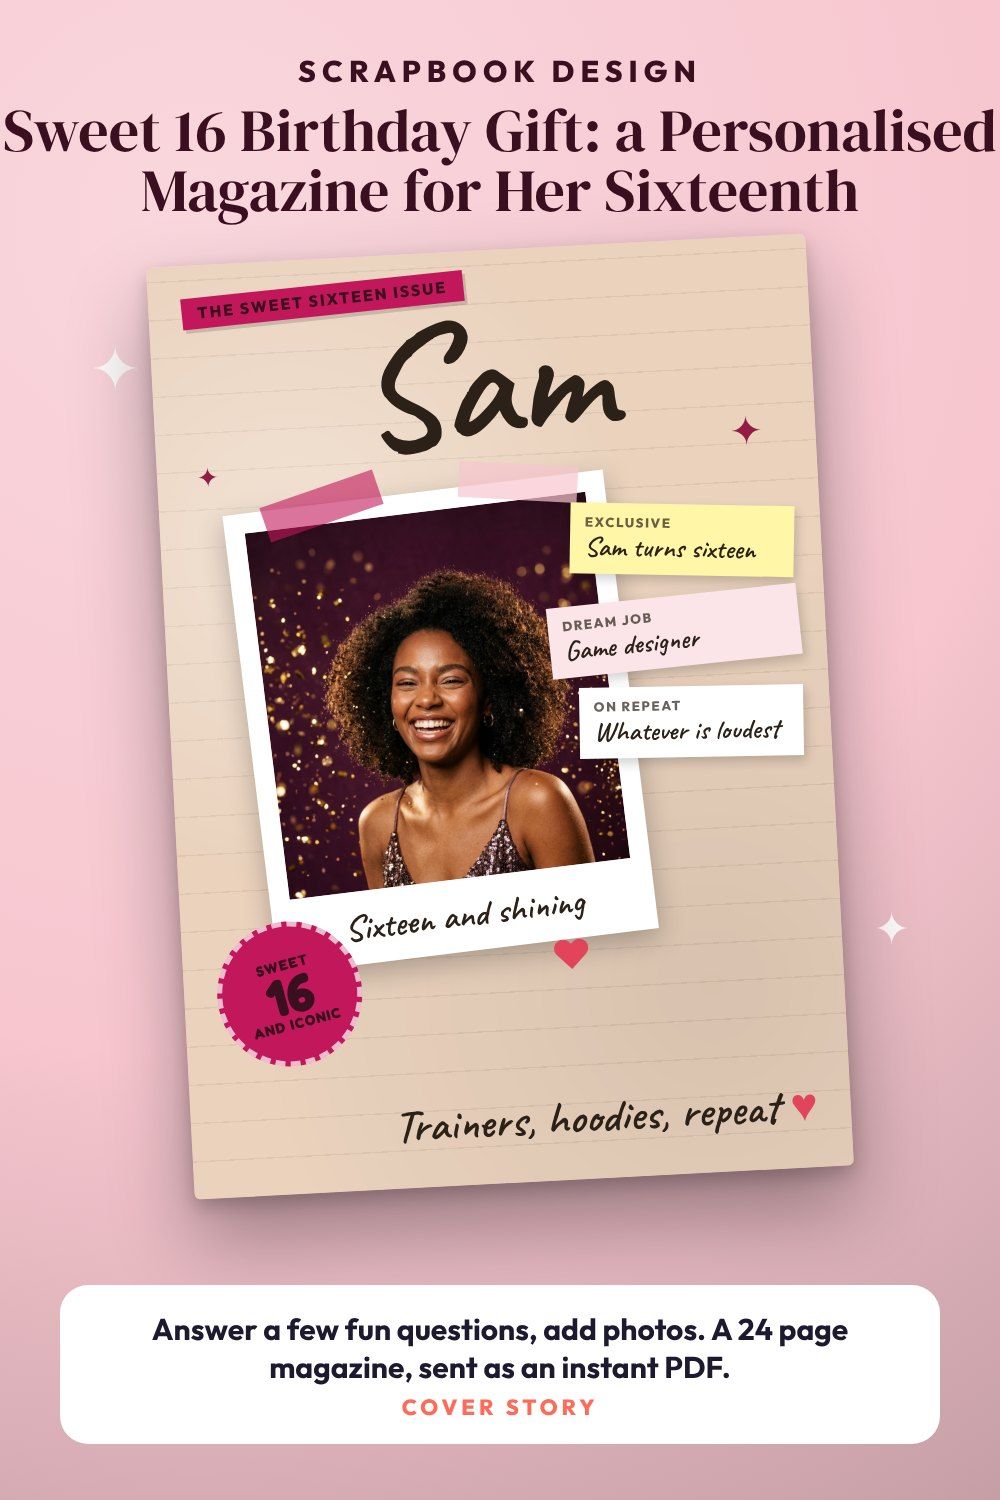 SCRAPBOOK DESIGN
Sweet 16 Birthday Gift: a Personalised
Magazine for Her Sixteenth
THE SWEET SIXTEEN ISSUE
Sam
EXCLUSIVE
Sam turns sixteen
DREAM JOB
Game designer
ON REPEAT
Whatever is loudest
Sixteen and shining
SWEET
16
AND ICONIC
Trainers, hoodies, repeat ♥
Answer a few fun questions, add photos. A 24 page
magazine, sent as an instant PDF.
COVER STORY